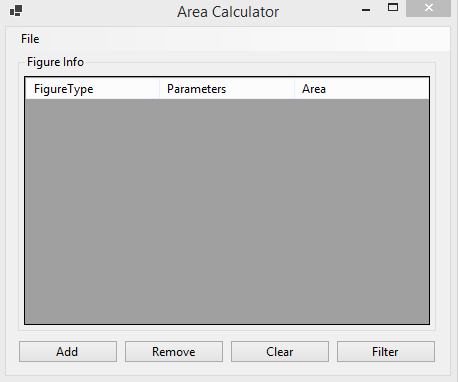 Area Calculator
File
Figure Info
FigureType Parameters Area
Add Remove Clear Filter